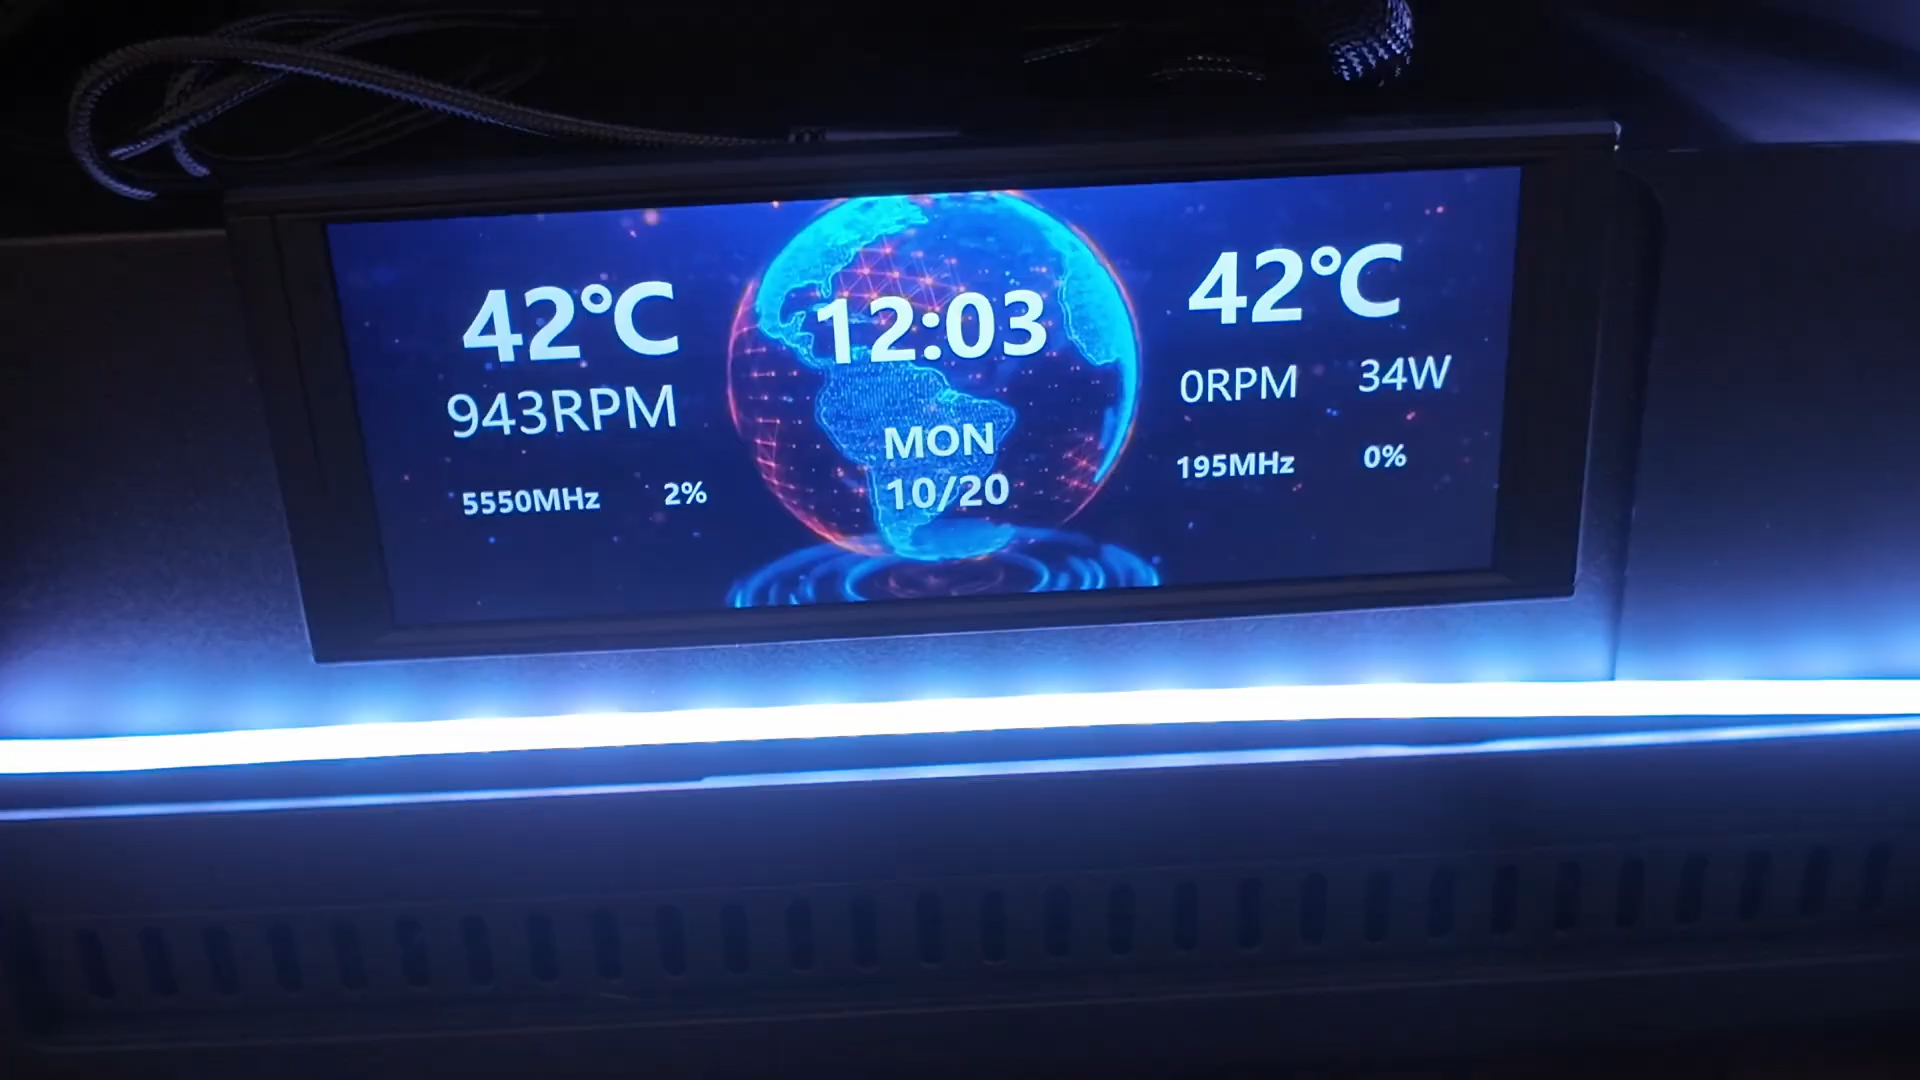 42℃
943RPM
5550MHz 2%
12:03
MON
10/20
42℃
0RPM 34W
195MHz 0%